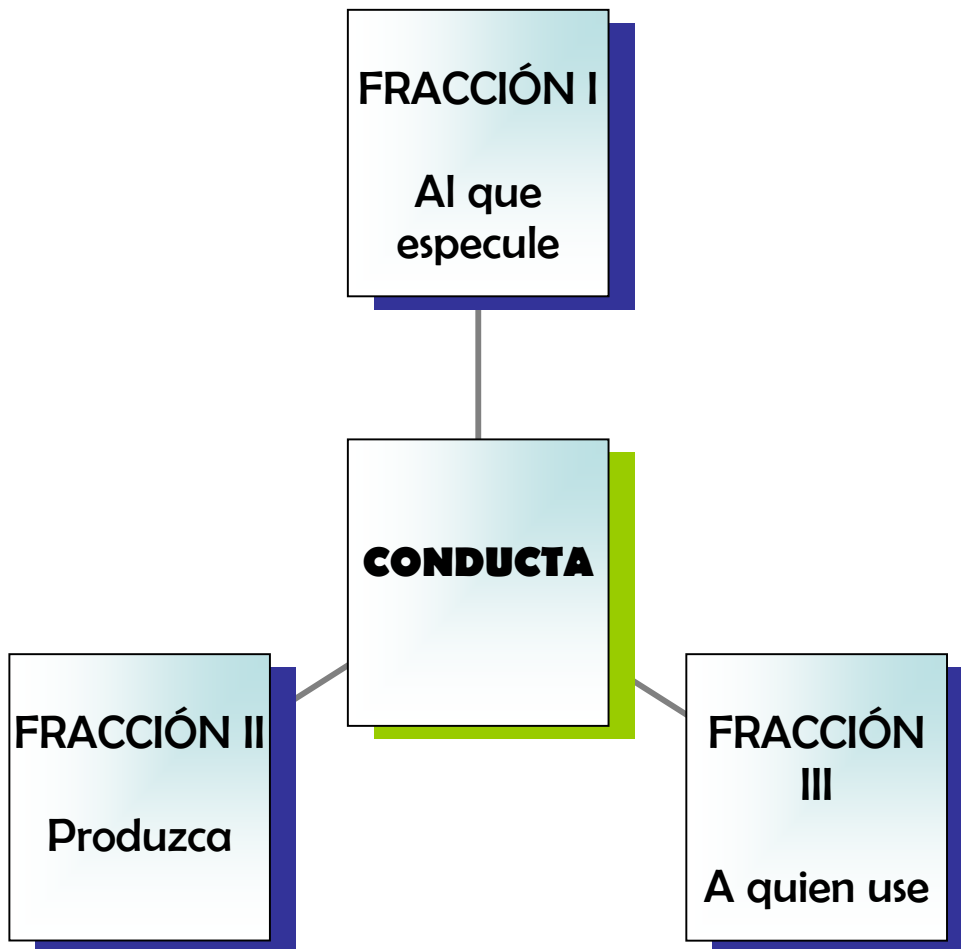 FRACCIÓN I
Al que
especule
CONDUCTA
FRACCIÓN II
Produzca
FRACCIÓN
III
A quien use